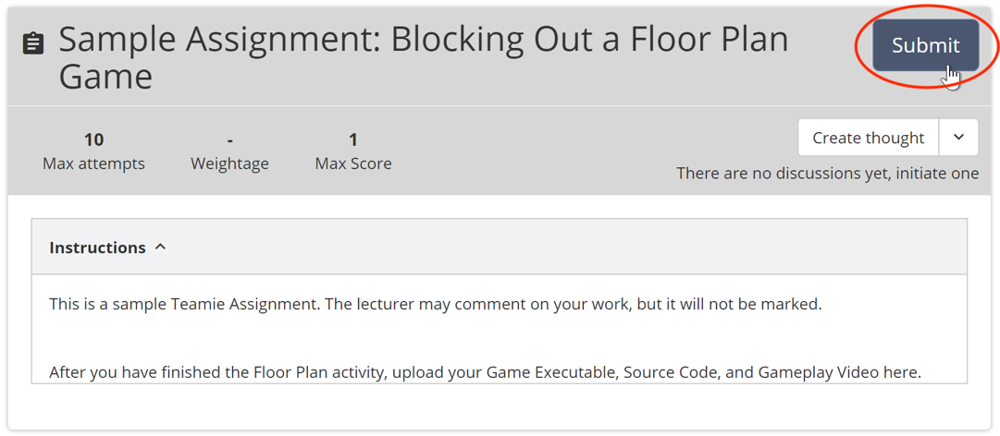 Sample Assignment: Blocking Out a Floor Plan
Game
Submit
10
Max attempts
-
Weightage
1
Max Score
Create thought
There are no discussions yet, initiate one
Instructions
This is a sample Teamie Assignment. The lecturer may comment on your work, but it will not be marked.
After you have finished the Floor Plan activity, upload your Game Executable, Source Code, and Gameplay Video here.